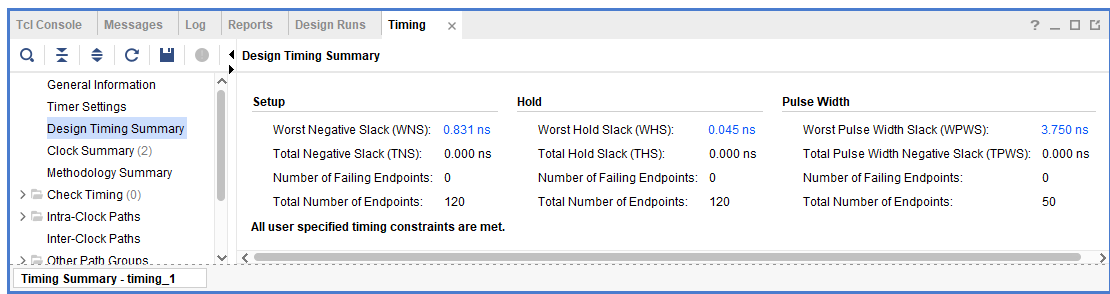 Tcl Console Messages Log Reports Design Runs Timing
Design Timing Summary
General Information
Timer Settings
Design Timing Summary
Clock Summary (2)
Methodology Summary
Check Timing (0)
Intra-Clock Paths
Inter-Clock Paths
Other Path Groups
Setup Hold Pulse Width
Worst Negative Slack (WNS): 0.831 ns Worst Hold Slack (WHS): 0.045 ns Worst Pulse Width Slack (WPWS): 3.750 ns
Total Negative Slack (TNS): 0.000 ns Total Hold Slack (THS): 0.000 ns Total Pulse Width Negative Slack (TPWS): 0.000 ns
Number of Failing Endpoints: 0 Number of Failing Endpoints: 0 Number of Failing Endpoints: 0
Total Number of Endpoints: 120 Total Number of Endpoints: 120 Total Number of Endpoints: 50
All user specified timing constraints are met.
Timing Summary - timing_1